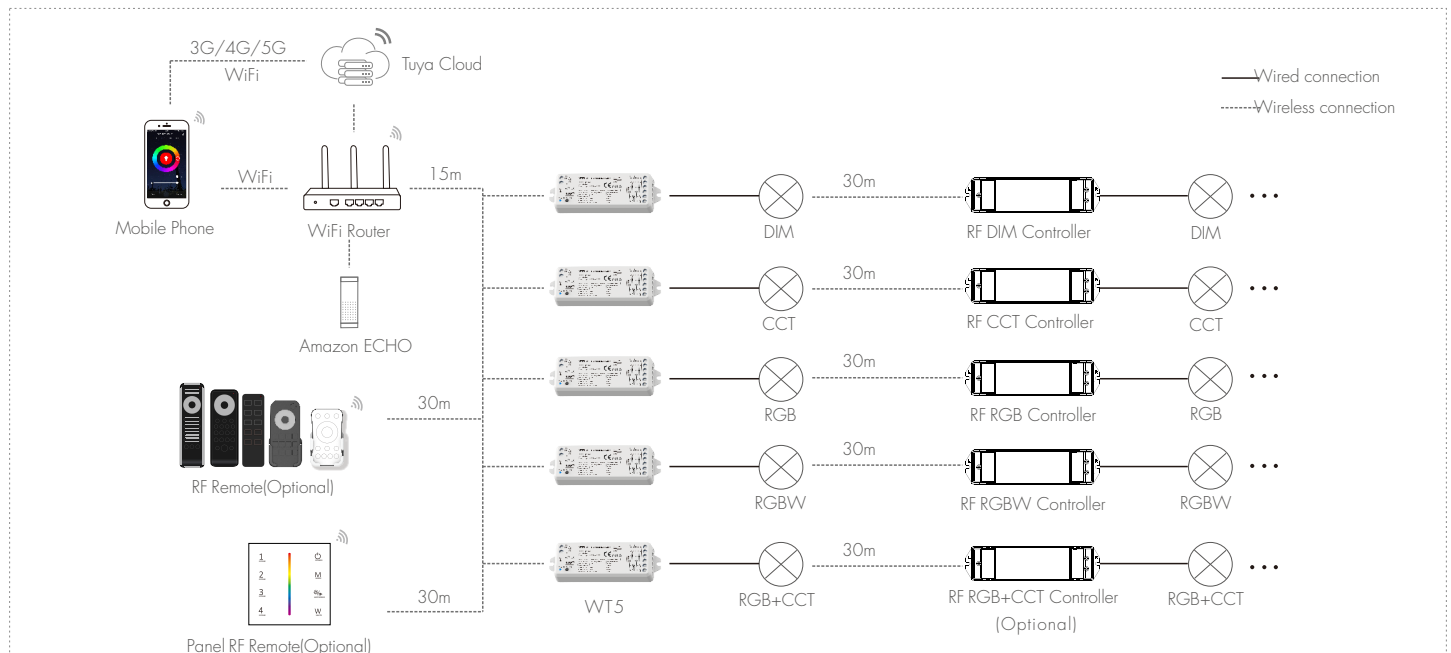 3G/4G/5G
WiFi
Tuya Cloud
Wired connection
Wireless connection
WiFi
15m
Mobile Phone
WiFi Router
Amazon ECHO
30m
RF Remote(Optional)
1
2
3
4
M
W
30m
Panel RF Remote(Optional)
DIM
30m
RF DIM Controller
DIM
...
CCT
30m
RF CCT Controller
CCT
...
RGB
30m
RF RGB Controller
RGB
...
RGBW
30m
RF RGBW Controller
RGBW
...
WT5
RGB+CCT
30m
RF RGB+CCT Controller
(Optional)
RGB+CCT
...